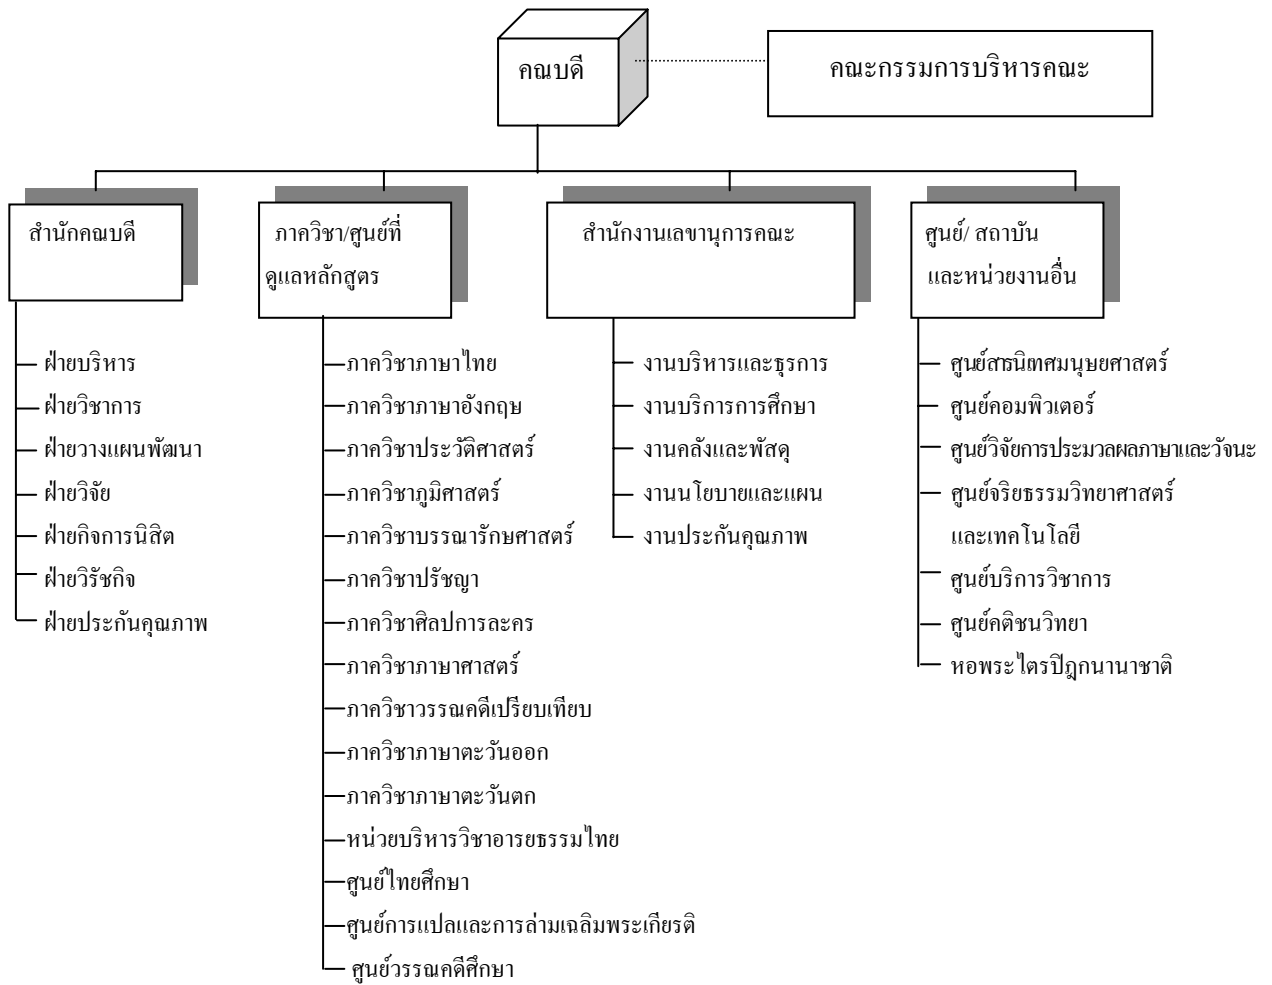 คณบดี
คณะกรรมการบริหารคณะ
สำนักคณบดี
ฝ่ายบริหาร
ฝ่ายวิชาการ
ฝ่ายวางแผนพัฒนา
ฝ่ายวิจัย
ฝ่ายกิจการนิสิต
ฝ่ายวิรัชกิจ
ฝ่ายประกันคุณภาพ
ภาควิชา/ศูนย์ที่
ดูแลหลักสูตร
ภาควิชาภาษาไทย
ภาควิชาภาษาอังกฤษ
ภาควิชาประวัติศาสตร์
ภาควิชาภูมิศาสตร์
ภาควิชาบรรณารักษศาสตร์
ภาควิชาปรัชญา
ภาควิชาศิลปการละคร
ภาควิชาภาษาศาสตร์
ภาควิชาวรรณคดีเปรียบเทียบ
ภาควิชาภาษาตะวันออก
ภาควิชาภาษาตะวันตก
หน่วยบริหารวิชาอารยธรรมไทย
ศูนย์ไทยศึกษา
ศูนย์การแปลและการล่ามเฉลิมพระเกียรติ
ศูนย์วรรณคดีศึกษา
สำนักงานเลขานุการคณะ
งานบริหารและธุรการ
งานบริการการศึกษา
งานคลังและพัสดุ
งานนโยบายและแผน
งานประกันคุณภาพ
ศูนย์/ สถาบัน
และหน่วยงานอื่น
ศูนย์สารนิเทศมนุษยศาสตร์
ศูนย์คอมพิวเตอร์
ศูนย์วิจัยการประมวลผลภาษาและวัจนะ
ศูนย์จริยธรรมวิทยาศาสตร์
และเทคโนโลยี
ศูนย์บริการวิชาการ
ศูนย์คติชนวิทยา
หอพระไตรปิฎกนานาชาติ